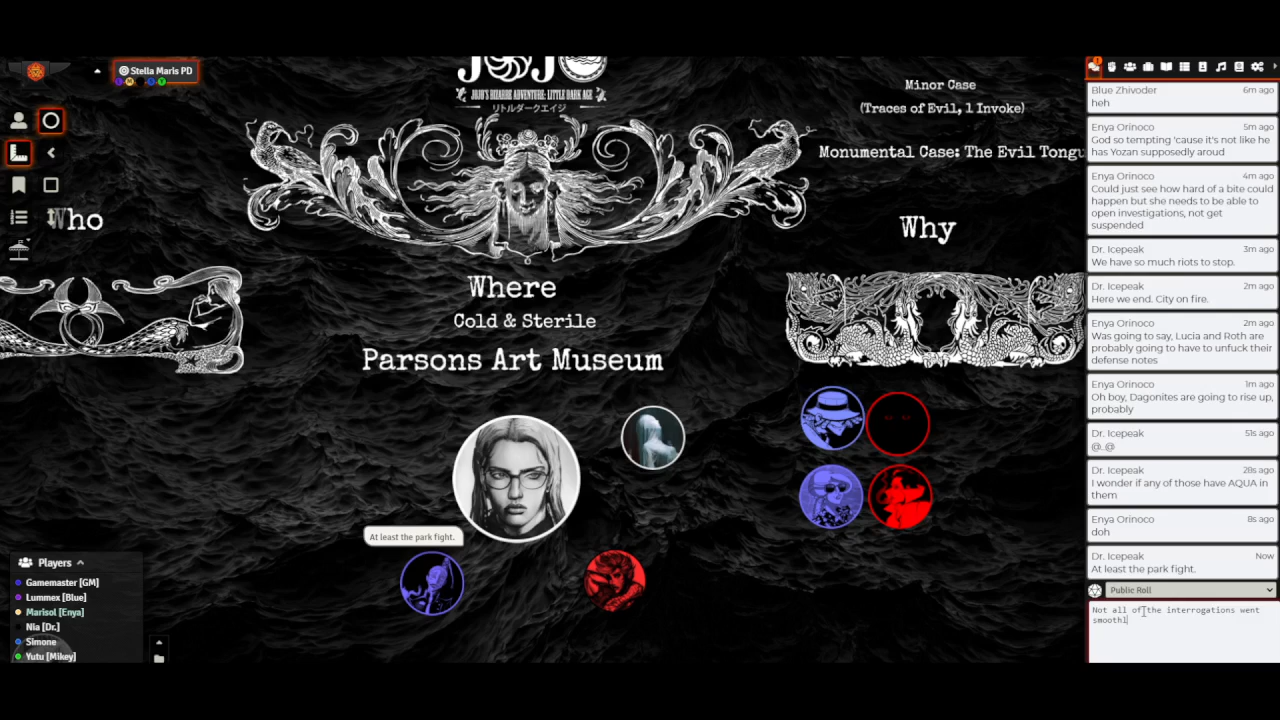 Stella Maris PD
JOJO
JOJO'S BIZARRE ADVENTURE: LITTLE DARK AGE
リトルダークエイジ
Minor Case
(Traces of Evil, 1 Invoke)
Monumental Case: The Evil Tongu
Who
Why
Where
Cold & Sterile
Parsons Art Museum
At least the park fight.
Players
Gamemaster [GM]
Lummex [Blue]
Marisol [Enya]
Nia [Dr.]
Simone
Yutu [Mikey]
Blue Zhivoder 6m ago
heh
Enya Orinoco 5m ago
God so tempting 'cause it's not like he
has Yozan supposedly aroud
Enya Orinoco 4m ago
Could just see how hard of a bite could
happen but she needs to be able to
open investigations, not get
suspended
Dr. Icepeak 3m ago
We have so much riots to stop.
Dr. Icepeak 2m ago
Here we end. City on fire.
Enya Orinoco 2m ago
Was going to say, Lucia and Roth are
probably going to have to unfuck their
defense notes
Enya Orinoco 1m ago
Oh boy, Dagonites are going to rise up,
probably
Dr. Icepeak 51s ago
@.@
Dr. Icepeak 28s ago
I wonder if any of those have AQUA in
them
Enya Orinoco 8s ago
doh
Dr. Icepeak Now
At least the park fight.
Public Roll
Not all of the interrogations went
smoothl